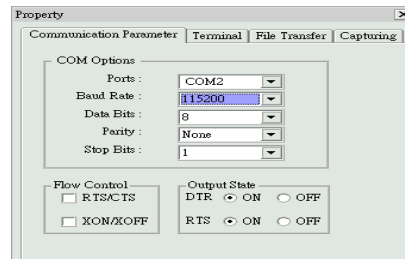 Property
Communication Parameter Terminal File Transfer Capturing
COM Options
Ports : COM2
Baud Rate : 115200
Data Bits : 8
Parity : None
Stop Bits : 1
Flow Control
RTS/CTS
XON/XOFF
Output State
DTR ON OFF
RTS ON OFF